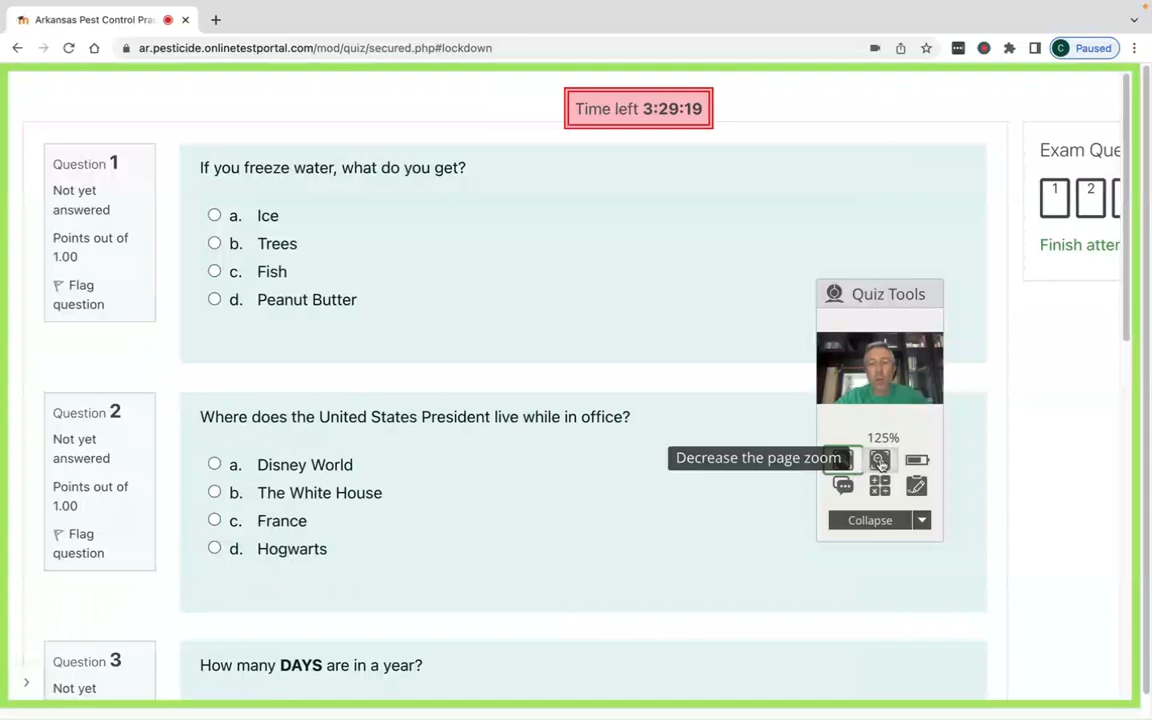 Arkansas Pest Control Pra
ar.pesticide.onlinetestportal.com/mod/quiz/secured.php#lockdown
C Paused
Time left 3:29:19
Question 1
Not yet
answered
Points out of
1.00
Flag
question
If you freeze water, what do you get?
a. Ice
b. Trees
c. Fish
d. Peanut Butter
Exam Que
1 2
Finish atter
Quiz Tools
125%
Decrease the page zoom
Collapse
Question 2
Not yet
answered
Points out of
1.00
Flag
question
Where does the United States President live while in office?
a. Disney World
b. The White House
c. France
d. Hogwarts
Question 3
Not yet
How many DAYS are in a year?